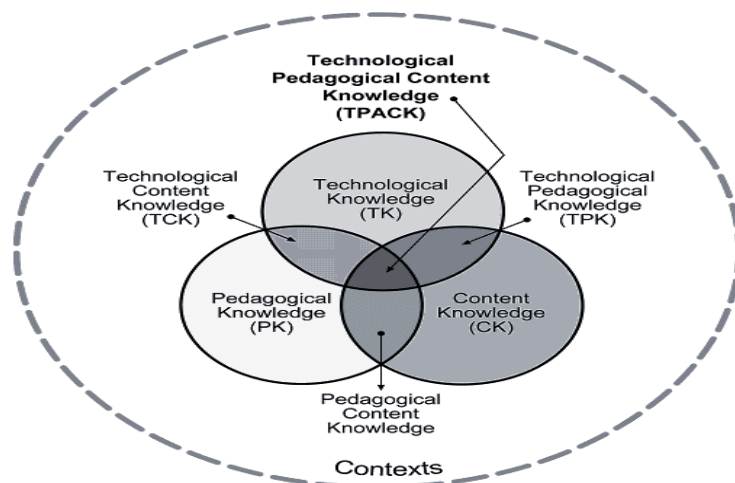 Technological
Pedagogical Content
Knowledge
(TPACK)
Technological
Content
Knowledge
(TCK)
Technological
Knowledge
(TK)
Technological
Pedagogical
Knowledge
(TPK)
Pedagogical
Knowledge
(PK)
Content
Knowledge
(CK)
Pedagogical
Content
Knowledge
Contexts